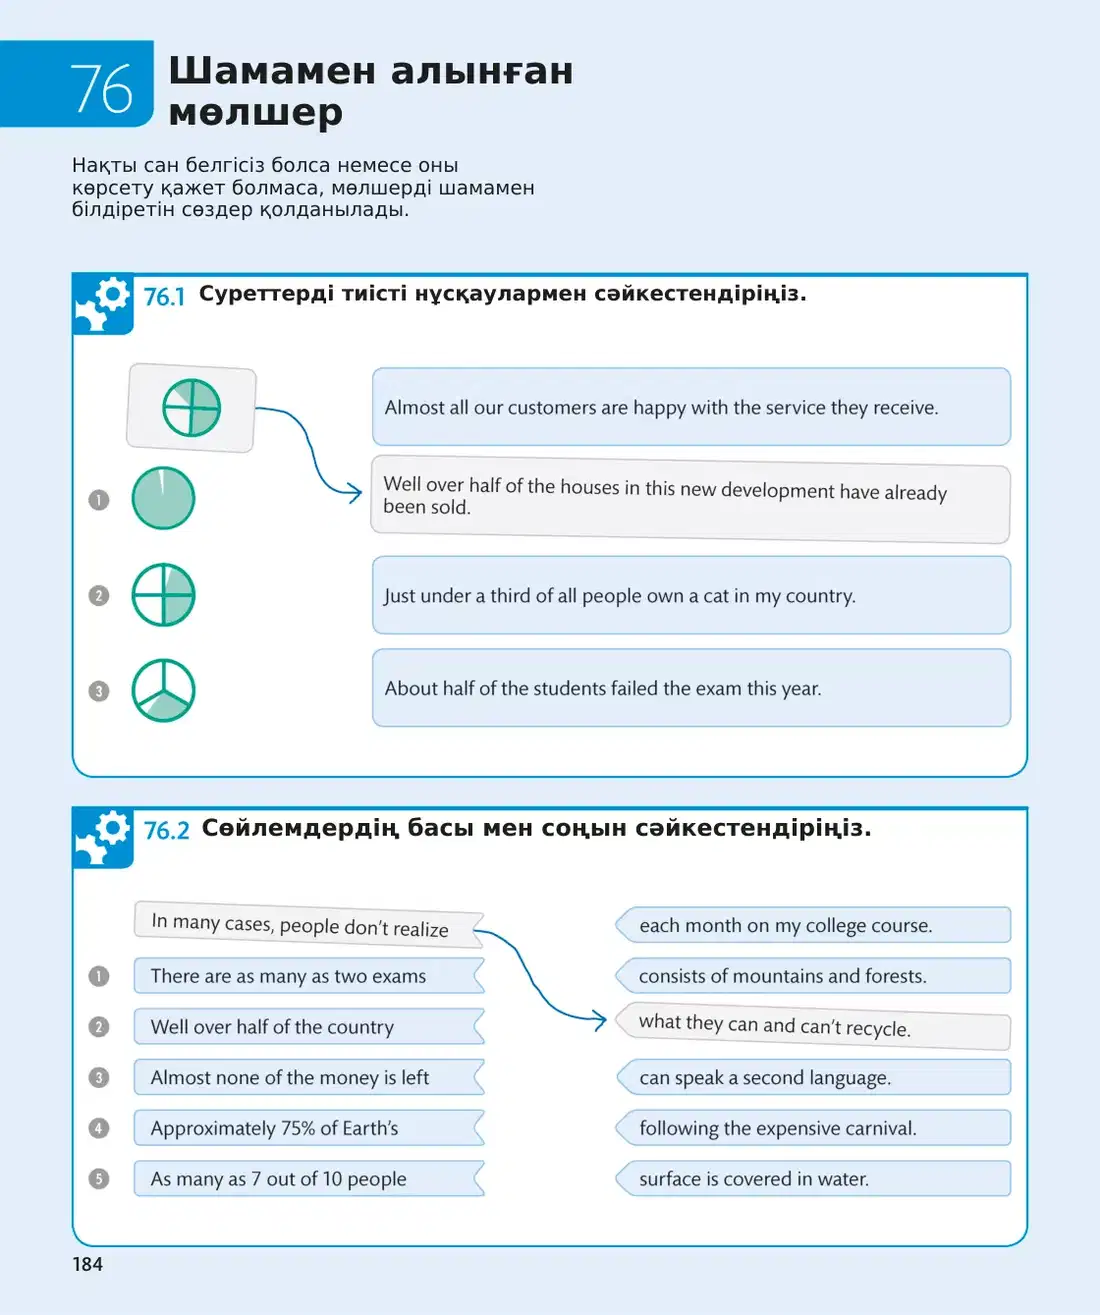 76
Шамамен алынған
мөлшер
Нақты сан белгісіз болса немесе оны
көрсету қажет болмаса, мөлшерді шамамен
білдіретін сөздер қолданылады.
76.1 Суреттерді тиісті нұсқаулармен сәйкестендіріңіз.
Almost all our customers are happy with the service they receive.
1
Well over half of the houses in this new development have already
been sold.
2
Just under a third of all people own a cat in my country.
3
About half of the students failed the exam this year.
76.2 Сөйлемдердің басы мен соңын сәйкестендіріңіз.
In many cases, people don’t realize
each month on my college course.
1 There are as many as two exams
consists of mountains and forests.
2 Well over half of the country
what they can and can’t recycle.
3 Almost none of the money is left
can speak a second language.
4 Approximately 75% of Earth’s
following the expensive carnival.
5 As many as 7 out of 10 people
surface is covered in water.
184